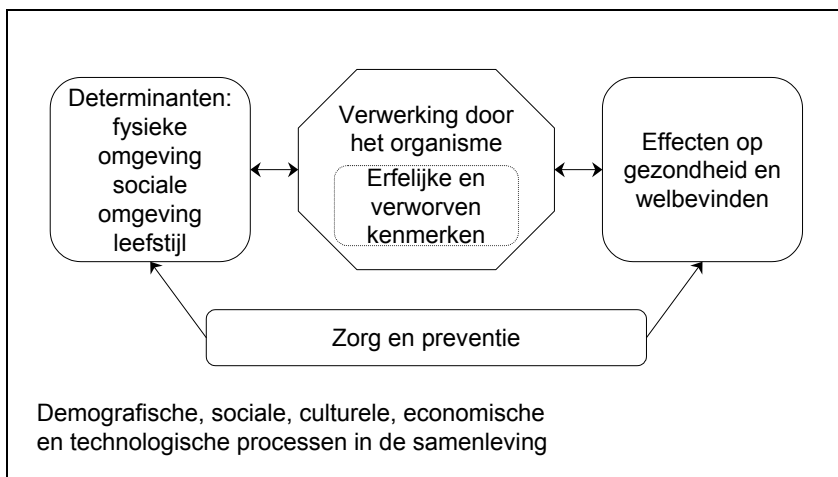 Determinanten:
fysieke
omgeving
sociale
omgeving
leefstijl
Verwerking door
het organisme
Erfelijke en
verworven
kenmerken
Effecten op
gezondheid en
welbevinden
Zorg en preventie
Demografische, sociale, culturele, economische
en technologische processen in de samenleving